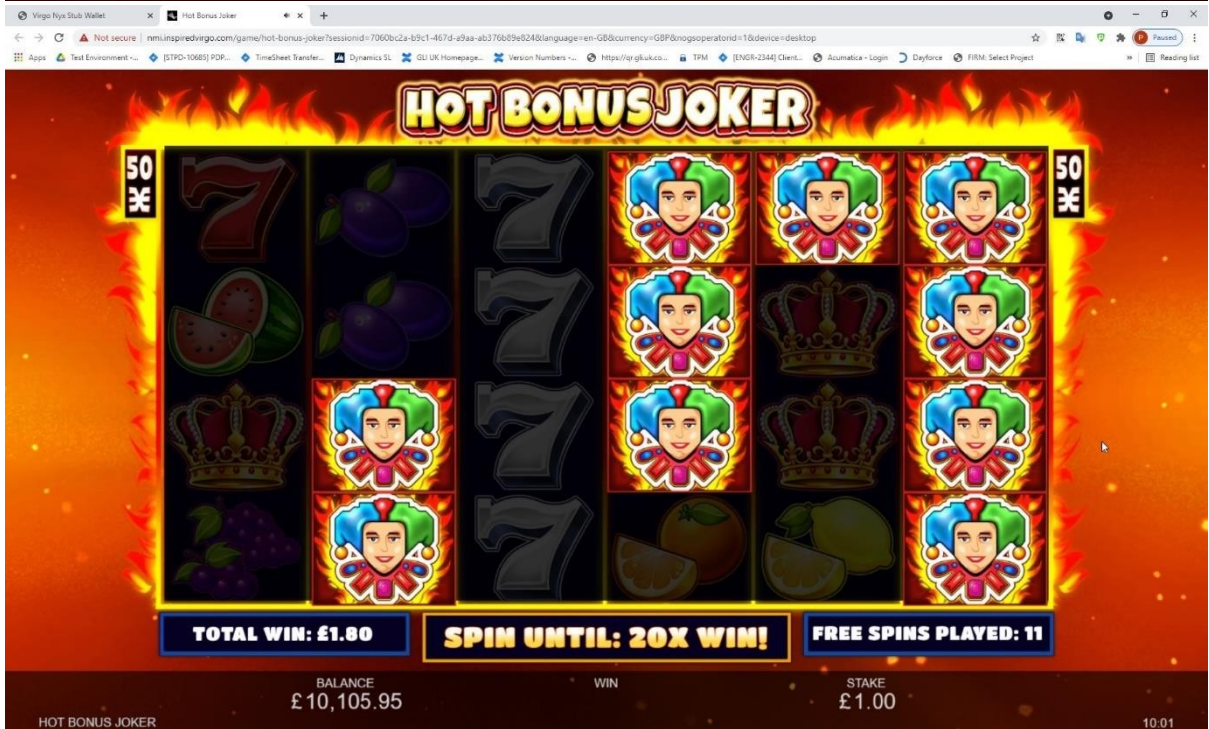 Virgo Nyx Stub Wallet
Hot Bonus Joker
Not secure | nmi.inspiredvirgo.com/game/hot-bonus-joker?sessionid=7060bc2a-b9c1-467d-a9aa-ab376b89e824&language=en-GB&currency=GBP&nogsoperatorid=1&device=desktop
Paused
Apps Test Environment -... [STPD-10685] PDP... TimeSheet Transfer... Dynamics SL GLI UK Homepage... Version Numbers -... https://qr.gli.uk.co... TPM [ENGR-2344] Client... Acumatica - Login Dayforce FIRM: Select Project » Reading list
HOT BONUS JOKER
50
50
TOTAL WIN: £1.80
SPIN UNTIL: 20X WIN!
FREE SPINS PLAYED: 11
BALANCE
£10,105.95
WIN
STAKE
£1.00
HOT BONUS JOKER
10:01